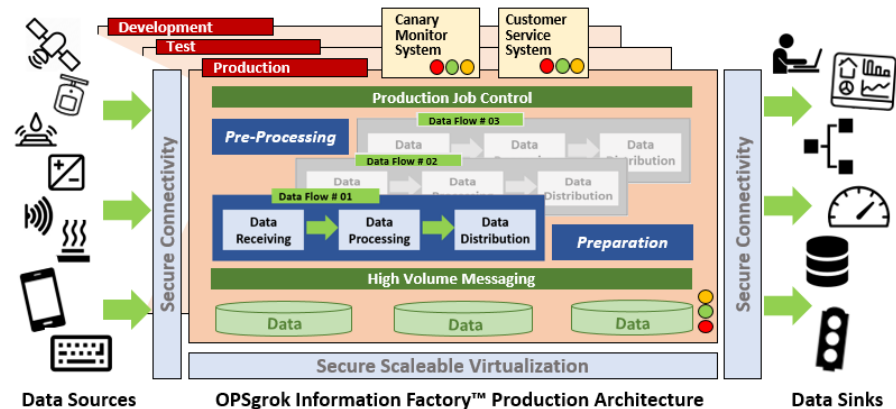 Development
Test
Production
Canary
Monitor
System
Customer
Service
System
Secure Connectivity
Production Job Control
Pre-Processing
Data Flow # 03
Data
Data
Data
Distribution
Data Flow # 02
Data
Data
Distribution
Data Flow # 01
Data
Receiving
Data
Processing
Data
Distribution
Preparation
High Volume Messaging
Data
Data
Data
Secure Connectivity
Secure Scaleable Virtualization
Data Sources
OPSgrok Information Factory™ Production Architecture
Data Sinks